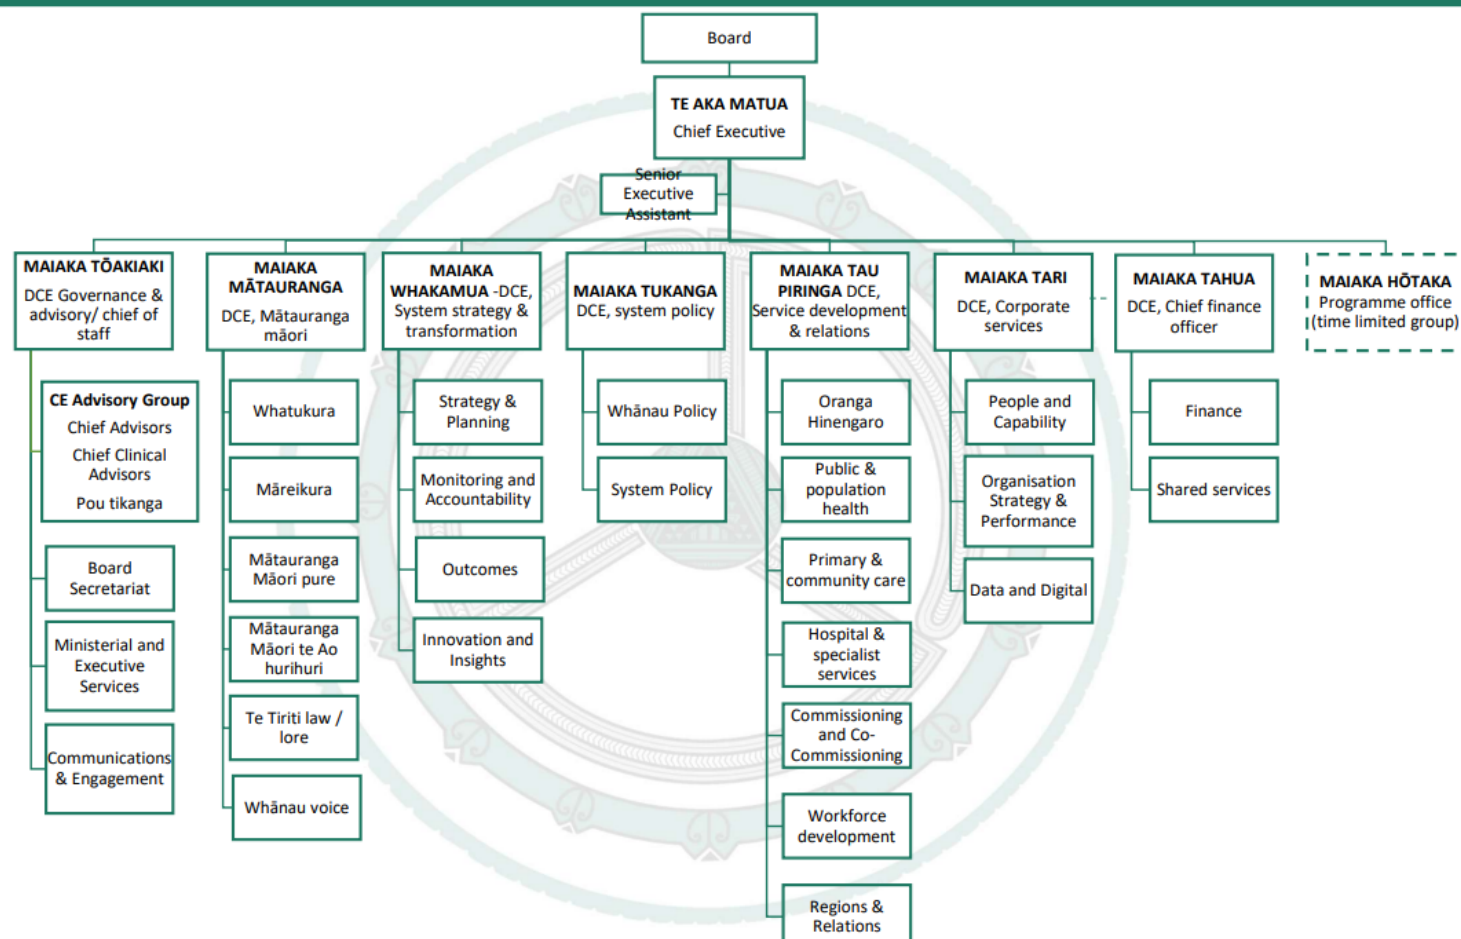 Board
TE AKA MATUA
Chief Executive
Senior
Executive
Assistant
MAIAKA TŌAKIAKI
DCE Governance &
advisory/ chief of
staff
CE Advisory Group
Chief Advisors
Chief Clinical
Advisors
Pou tikanga
Board
Secretariat
Ministerial and
Executive
Services
Communications
& Engagement
MAIAKA
MĀTAURANGA
DCE, Mātauranga
māori
Whatukura
Māreikura
Mātauranga
Māori pure
Mātauranga
Māori te Ao
hurihuri
Te Tiriti law /
lore
Whānau voice
MAIAKA
WHAKAMUA -DCE,
System strategy &
transformation
Strategy &
Planning
Monitoring and
Accountability
Outcomes
Innovation and
Insights
MAIAKA TUKANGA
DCE, system policy
Whānau Policy
System Policy
MAIAKA TAU
PIRINGA DCE,
Service development
& relations
Oranga
Hinengaro
Public &
population
health
Primary &
community care
Hospital &
specialist
services
Commissioning
and Co-
Commissioning
Workforce
development
Regions &
Relations
MAIAKA TARI
DCE, Corporate
services
People and
Capability
Organisation
Strategy &
Performance
Data and Digital
MAIAKA TAHUA
DCE, Chief finance
officer
Finance
Shared services
MAIAKA HŌTAKA
Programme office
(time limited group)